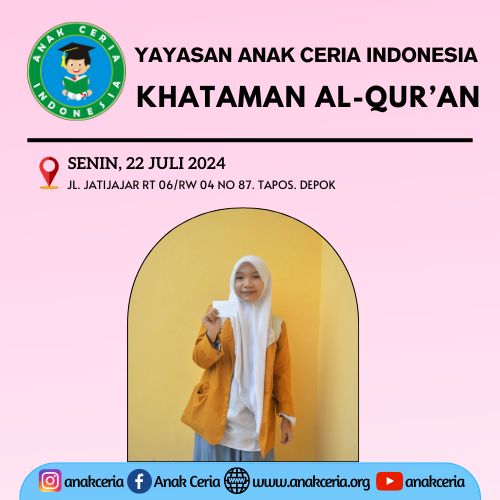 ANAK CERIA
INDONESIA
YAYASAN ANAK CERIA INDONESIA
KHATAMAN AL-QUR’AN
SENIN, 22 JULI 2024
JL. JATIJAJAR RT 06/RW 04 NO 87. TAPOS. DEPOK
anakceria Anak Ceria www.anakceria.org anakceria